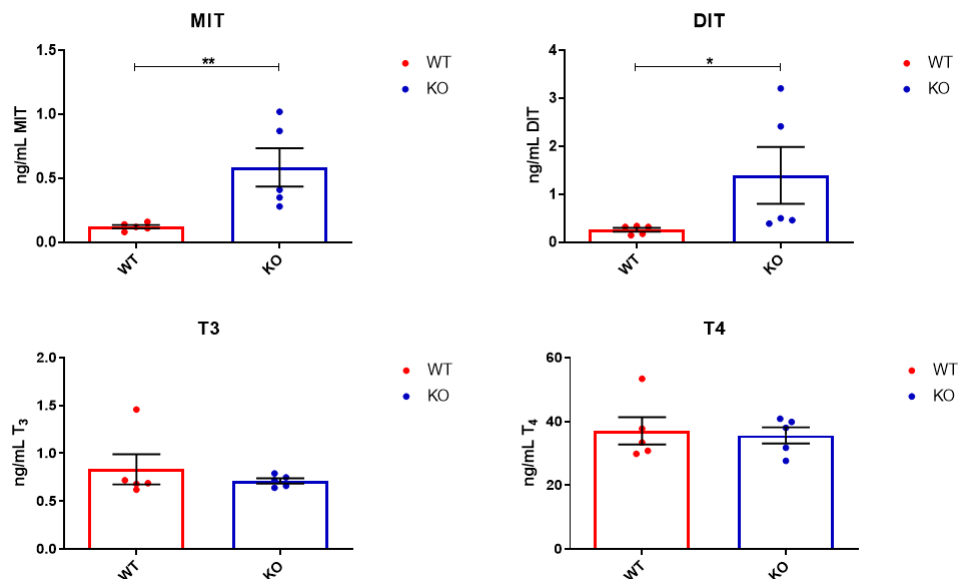 MIT
ng/mL MIT
1.5
1.0
0.5
0.0
**
WT
KO
WT
KO
DIT
ng/mL DIT
4
3
2
1
0
*
WT
KO
WT
KO
T3
ng/mL T3
2.0
1.5
1.0
0.5
0.0
WT
KO
WT
KO
T4
ng/mL T4
60
40
20
0
WT
KO
WT
KO